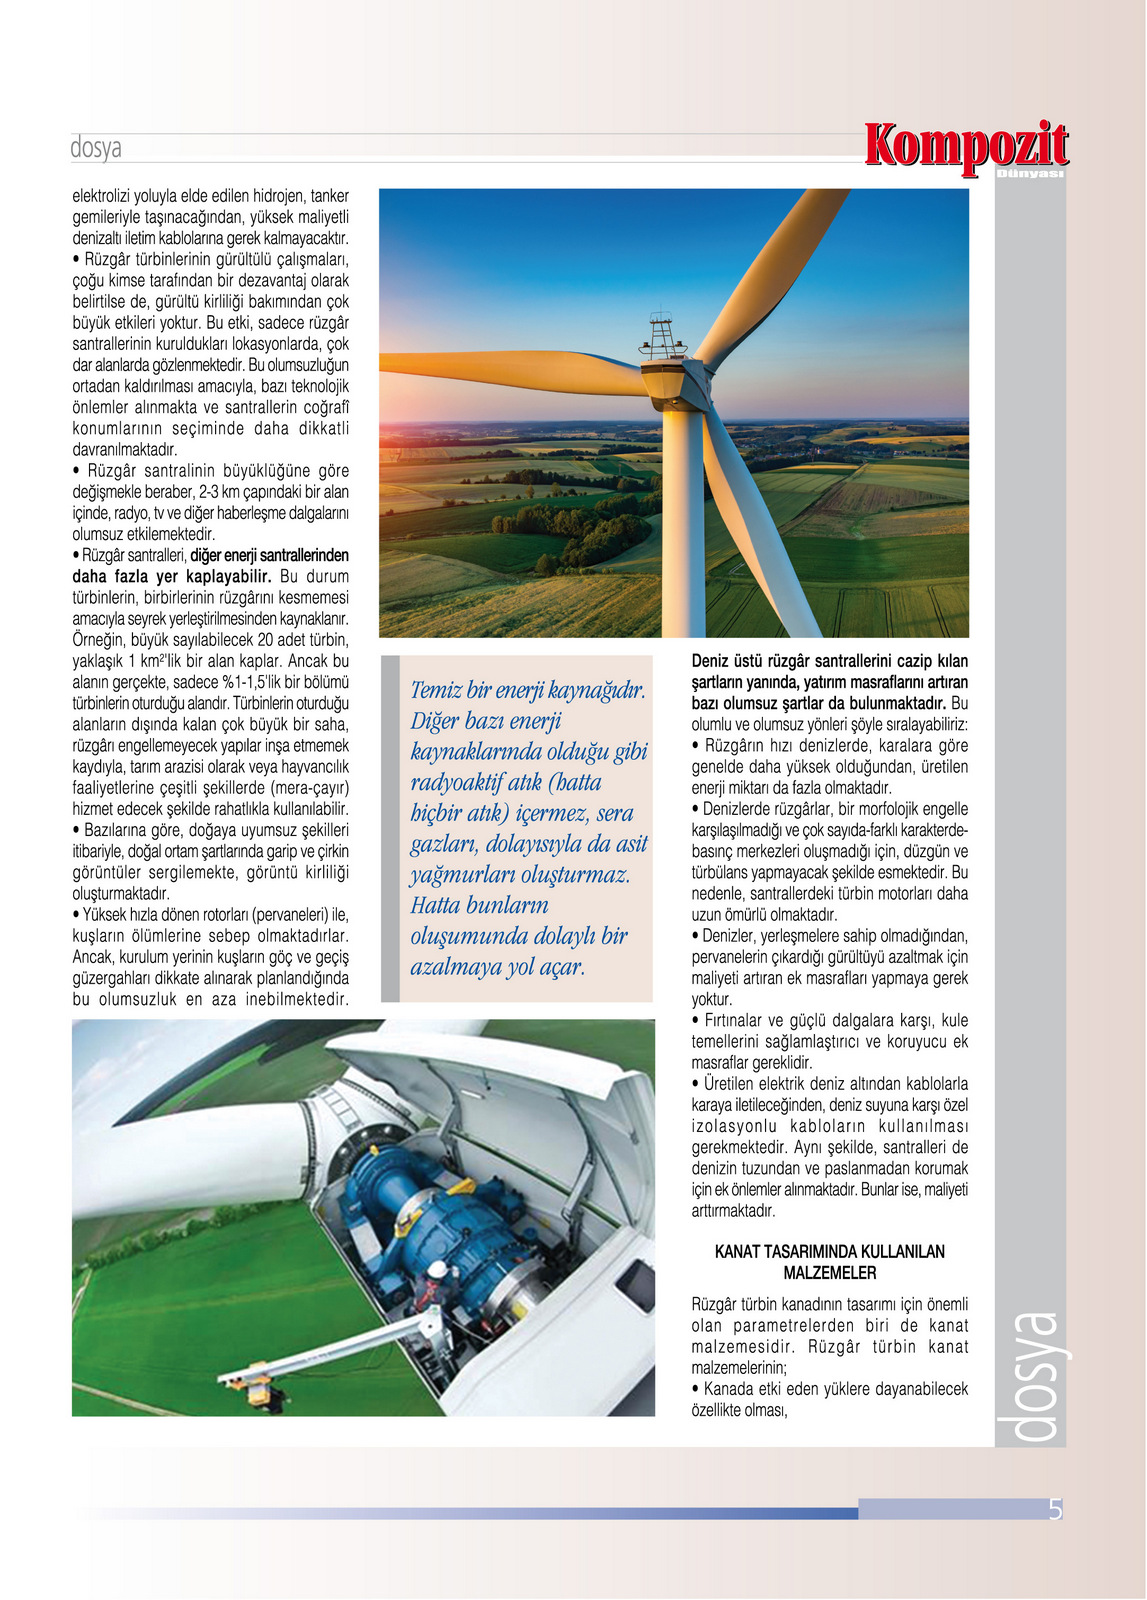 dosya
Kompozit
Dünyası
elektrolizi yoluyla elde edilen hidrojen, tanker
gemileriyle taşınacağından, yüksek maliyetli
denizaltı iletim kablolarına gerek kalmayacaktır.
• Rüzgâr türbinlerinin gürültülü çalışmaları,
çoğu kimse tarafından bir dezavantaj olarak
belirtilse de, gürültü kirliliği bakımından çok
büyük etkileri yoktur. Bu etki, sadece rüzgâr
santrallerinin kuruldukları lokasyonlarda, çok
dar alanlarda gözlenmektedir. Bu olumsuzluğun
ortadan kaldırılması amacıyla, bazı teknolojik
önlemler alınmakta ve santrallerin coğrafî
konumlarının seçiminde daha dikkatli
davranılmaktadır.
• Rüzgâr santralinin büyüklüğüne göre
değişmekle beraber, 2-3 km çapındaki bir alan
içinde, radyo, tv ve diğer haberleşme dalgalarını
olumsuz etkilemektedir.
• Rüzgâr santralleri, diğer enerji santrallerinden
daha fazla yer kaplayabilir. Bu durum
türbinlerin, birbirlerinin rüzgârını kesmemesi
amacıyla seyrek yerleştirilmesinden kaynaklanır.
Örneğin, büyük sayılabilecek 20 adet türbin,
yaklaşık 1 km²'lik bir alan kaplar. Ancak bu
alanın gerçekte, sadece %1-1,5'lik bir bölümü
türbinlerin oturduğu alandır. Türbinlerin oturduğu
alanların dışında kalan çok büyük bir saha,
rüzgârı engellemeyecek yapılar inşa etmemek
kaydıyla, tarım arazisi olarak veya hayvancılık
faaliyetlerine çeşitli şekillerde (mera-çayır)
hizmet edecek şekilde rahatlıkla kullanılabilir.
• Bazılarına göre, doğaya uyumsuz şekilleri
itibariyle, doğal ortam şartlarında garip ve çirkin
görüntüler sergilemekte, görüntü kirliliği
oluşturmaktadır.
• Yüksek hızla dönen rotorları (pervaneleri) ile,
kuşların ölümlerine sebep olmaktadırlar.
Ancak, kurulum yerinin kuşların göç ve geçiş
güzergahları dikkate alınarak planlandığında
bu olumsuzluk en aza inebilmektedir.
Temiz bir enerji kaynağıdır.
Diğer bazı enerji
kaynaklarında olduğu gibi
radyoaktif atık (hatta
hiçbir atık) içermez, sera
gazları, dolayısıyla da asit
yağmurları oluşturmaz.
Hatta bunların
oluşumunda dolaylı bir
azalmaya yol açar.
Deniz üstü rüzgâr santrallerini cazip kılan
şartların yanında, yatırım masraflarını artıran
bazı olumsuz şartlar da bulunmaktadır. Bu
olumlu ve olumsuz yönleri şöyle sıralayabiliriz:
• Rüzgârın hızı denizlerde, karalara göre
genelde daha yüksek olduğundan, üretilen
enerji miktarı da fazla olmaktadır.
• Denizlerde rüzgârlar, bir morfolojik engelle
karşılaşılmadığı ve çok sayıda-farklı karakterde-
basınç merkezleri oluşmadığı için, düzgün ve
türbülans yapmayacak şekilde esmektedir. Bu
nedenle, santrallerdeki türbin motorları daha
uzun ömürlü olmaktadır.
• Denizler, yerleşmelere sahip olmadığından,
pervanelerin çıkardığı gürültüyü azaltmak için
maliyeti artıran ek masrafları yapmaya gerek
yoktur.
• Fırtınalar ve güçlü dalgalara karşı, kule
temellerini sağlamlaştırıcı ve koruyucu ek
masraflar gereklidir.
• Üretilen elektrik deniz altından kablolarla
karaya iletileceğinden, deniz suyuna karşı özel
izolasyonlu kabloların kullanılması
gerekmektedir. Aynı şekilde, santralleri de
denizin tuzundan ve paslanmadan korumak
için ek önlemler alınmaktadır. Bunlar ise, maliyeti
arttırmaktadır.
KANAT TASARIMINDA KULLANILAN
MALZEMELER
Rüzgâr türbin kanadının tasarımı için önemli
olan parametrelerden biri de kanat
malzemesidir. Rüzgâr türbin kanat
malzemelerinin;
• Kanada etki eden yüklere dayanabilecek
özellikte olması,
dosya
5